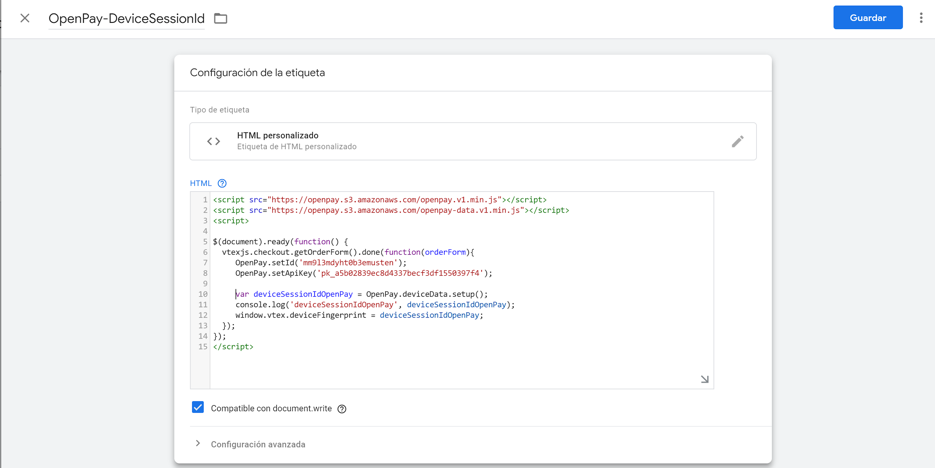 OpenPay-DeviceSessionId
Guardar
Configuración de la etiqueta
Tipo de etiqueta
HTML personalizado
Etiqueta de HTML personalizado
HTML
1 <script src="https://openpay.s3.amazonaws.com/openpay.v1.min.js"></script>
2 <script src="https://openpay.s3.amazonaws.com/openpay-data.v1.min.js"></script>
3 <script>
4
5 $(document).ready(function() {
6 vtexjs.checkout.getOrderForm().done(function(orderForm){
7 OpenPay.setId('mm9l3mdyht0b3emusten');
8 OpenPay.setApiKey('pk_a5b02839ec8d4337becf3df1550397f4');
9
10 var deviceSessionIdOpenPay = OpenPay.deviceData.setup();
11 console.log('deviceSessionIdOpenPay', deviceSessionIdOpenPay);
12 window.vtex.deviceFingerprint = deviceSessionIdOpenPay;
13 });
14 });
15 </script>
Compatible con document.write
Configuración avanzada